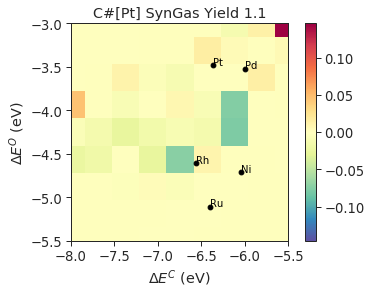 C#[Pt] SynGas Yield 1.1
−3.0
−3.5
−4.0
−4.5
−5.0
−5.5
ΔE^O (eV)
Pt
Pd
Rh
Ni
Ru
−8.0 −7.5 −7.0 −6.5 −6.0 −5.5
ΔE^C (eV)
0.10
0.05
0.00
−0.05
−0.10